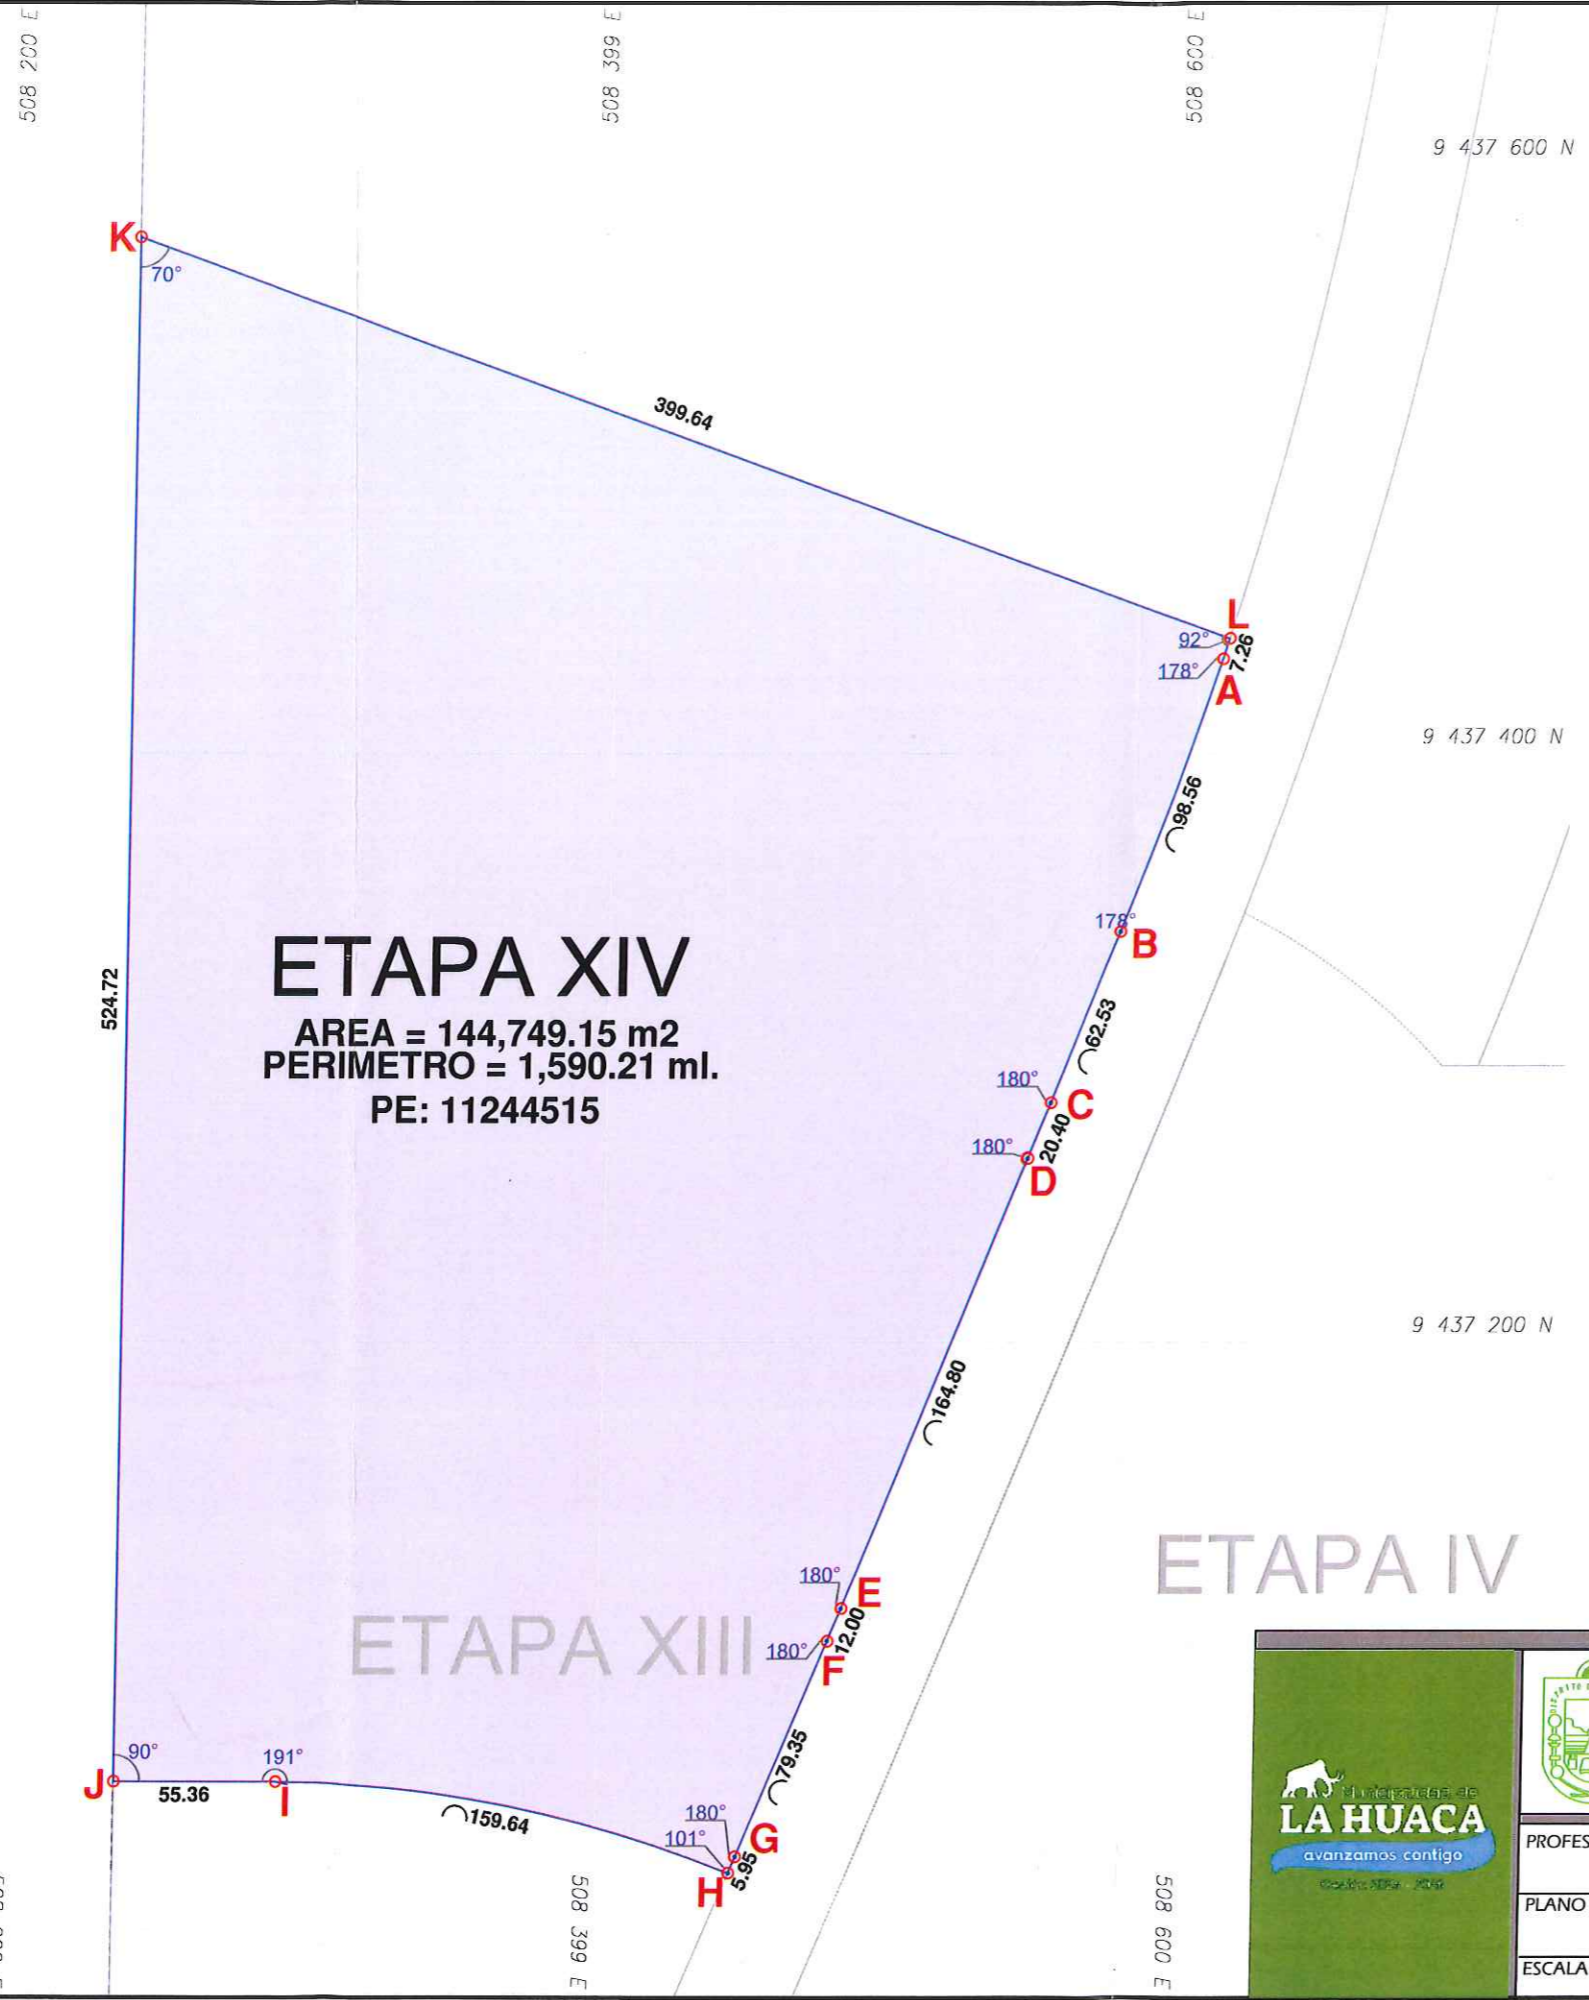 508 200 E
508 399 E
508 600 E
9 437 600 N
K
70°
399.64
L
92°
7.26
178°
A
9 437 400 N
98.56
178°
B
524.72
ETAPA XIV
AREA = 144,749.15 m2
PERIMETRO = 1,590.21 ml.
PE: 11244515
62.53
180°
C
20.40
180°
D
9 437 200 N
164.80
ETAPA IV
180°
E
12.00
ETAPA XIII
180°
F
79.35
90°
191°
J
55.36
I
159.64
180°
G
101°
5.95
H
508 399 E
508 600 E
Municipalidad de
LA HUACA
avanzamos contigo
PROFES
PLANO
ESCALA